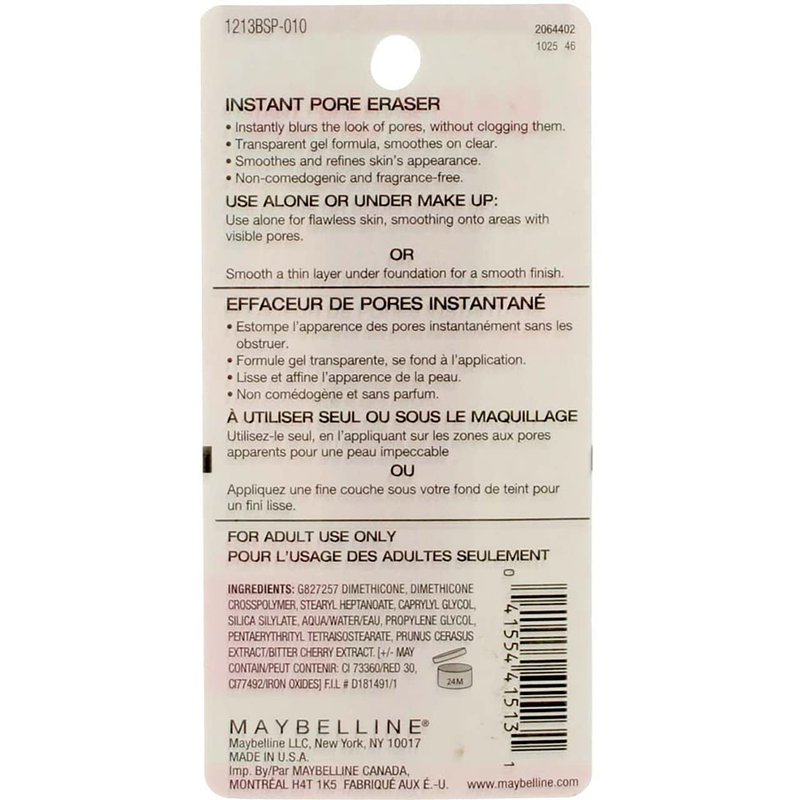 1213BSP-010
2064402
1025 46
INSTANT PORE ERASER
• Instantly blurs the look of pores, without clogging them.
• Transparent gel formula, smoothes on clear.
• Smoothes and refines skin's appearance.
• Non-comedogenic and fragrance-free.
USE ALONE OR UNDER MAKE UP:
Use alone for flawless skin, smoothing onto areas with
visible pores.
OR
Smooth a thin layer under foundation for a smooth finish.
EFFACEUR DE PORES INSTANTANÉ
• Estompe l'apparence des pores instantanément sans les
obstruer.
• Formule gel transparente, se fond à l'application.
• Lisse et affine l'apparence de la peau.
• Non comédogène et sans parfum.
À UTILISER SEUL OU SOUS LE MAQUILLAGE
Utilisez-le seul, en l'appliquant sur les zones aux pores
apparents pour une peau impeccable
OU
Appliquez une fine couche sous votre fond de teint pour
un fini lisse.
FOR ADULT USE ONLY
POUR L'USAGE DES ADULTES SEULEMENT
INGREDIENTS: G827257 DIMETHICONE, DIMETHICONE
CROSSPOLYMER, STEARYL HEPTANOATE, CAPRYLYL GLYCOL,
SILICA SILYLATE, AQUA/WATER/EAU, PROPYLENE GLYCOL,
PENTAERYTHRITYL TETRAISOSTEARATE, PRUNUS CERASUS
EXTRACT/BITTER CHERRY EXTRACT. [+/- MAY
CONTAIN/PEUT CONTENIR: CI 73360/RED 30,
CI77492/IRON OXIDES] F.I.L # D181491/1
24M
0 41554 41513 1
MAYBELLINE®
Maybelline LLC, New York, NY 10017
MADE IN U.S.A.
Imp. By/Par MAYBELLINE CANADA,
MONTRÉAL H4T 1K5 FABRIQUÉ AUX É.-U. www.maybelline.com